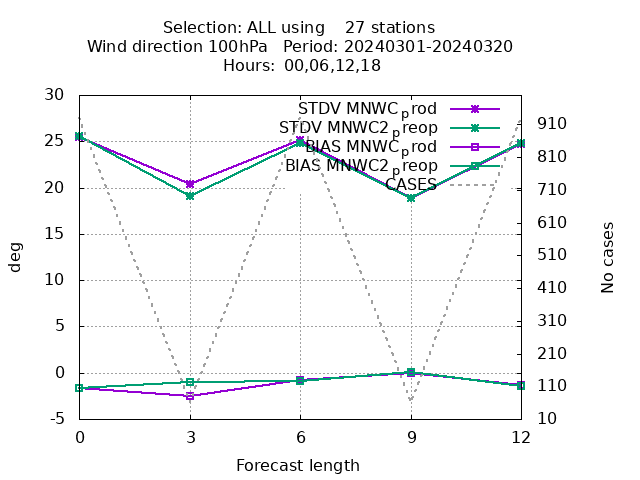 Selection: ALL using 27 stations
Wind direction 100hPa Period: 20240301-20240320
Hours: 00,06,12,18
STDV MNWC_prod
STDV MNWC2_preop
BIAS MNWC_prod
BIAS MNWC2_preop
CASES
30
25
20
15
10
5
0
-5
deg
910
810
710
610
510
410
310
210
110
10
No cases
0 3 6 9 12
Forecast length